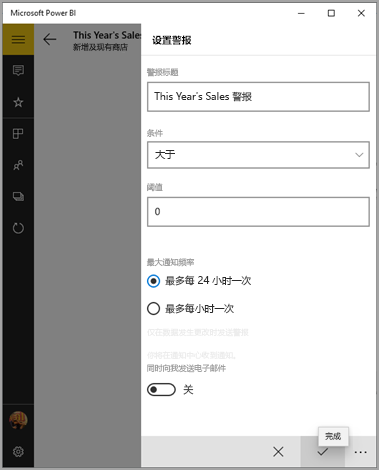 Microsoft Power BI
This Year's Sales
新增及现有商店
设置警报
警报标题
This Year's Sales 警报
条件
大于
阈值
0
最大通知频率
最多每 24 小时一次
最多每小时一次
仅在数据发生更改时发送警报
你将在通知中心收到通知。
同时向我发送电子邮件
关
完成